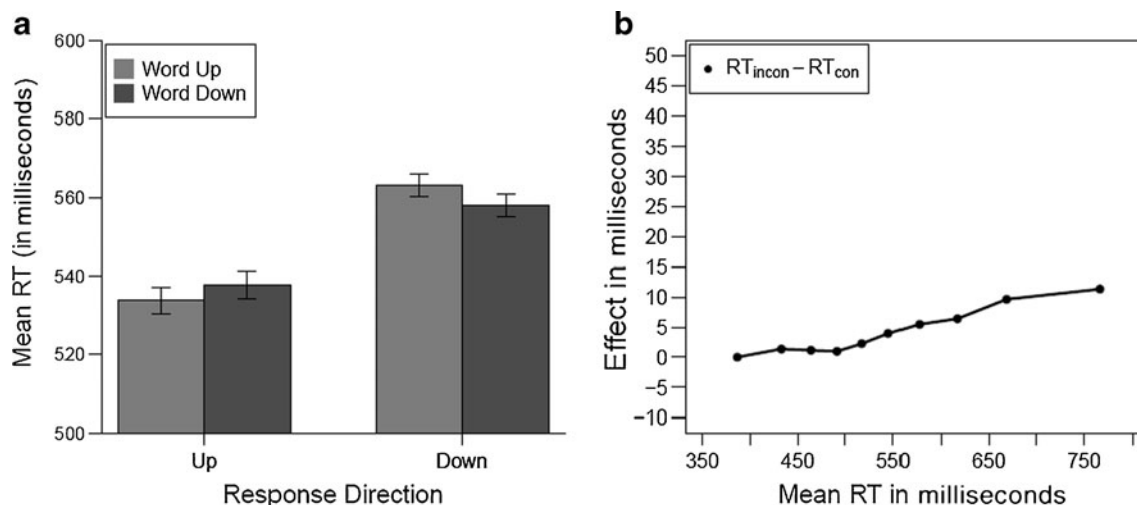 a
600
580
560
540
520
500
Mean RT (in milliseconds)
Word Up
Word Down
Up
Down
Response Direction
b
50
45
40
35
30
25
20
15
10
5
0
−5
−10
Effect in milliseconds
RTincon – RTcon
350
450
550
650
750
Mean RT in milliseconds